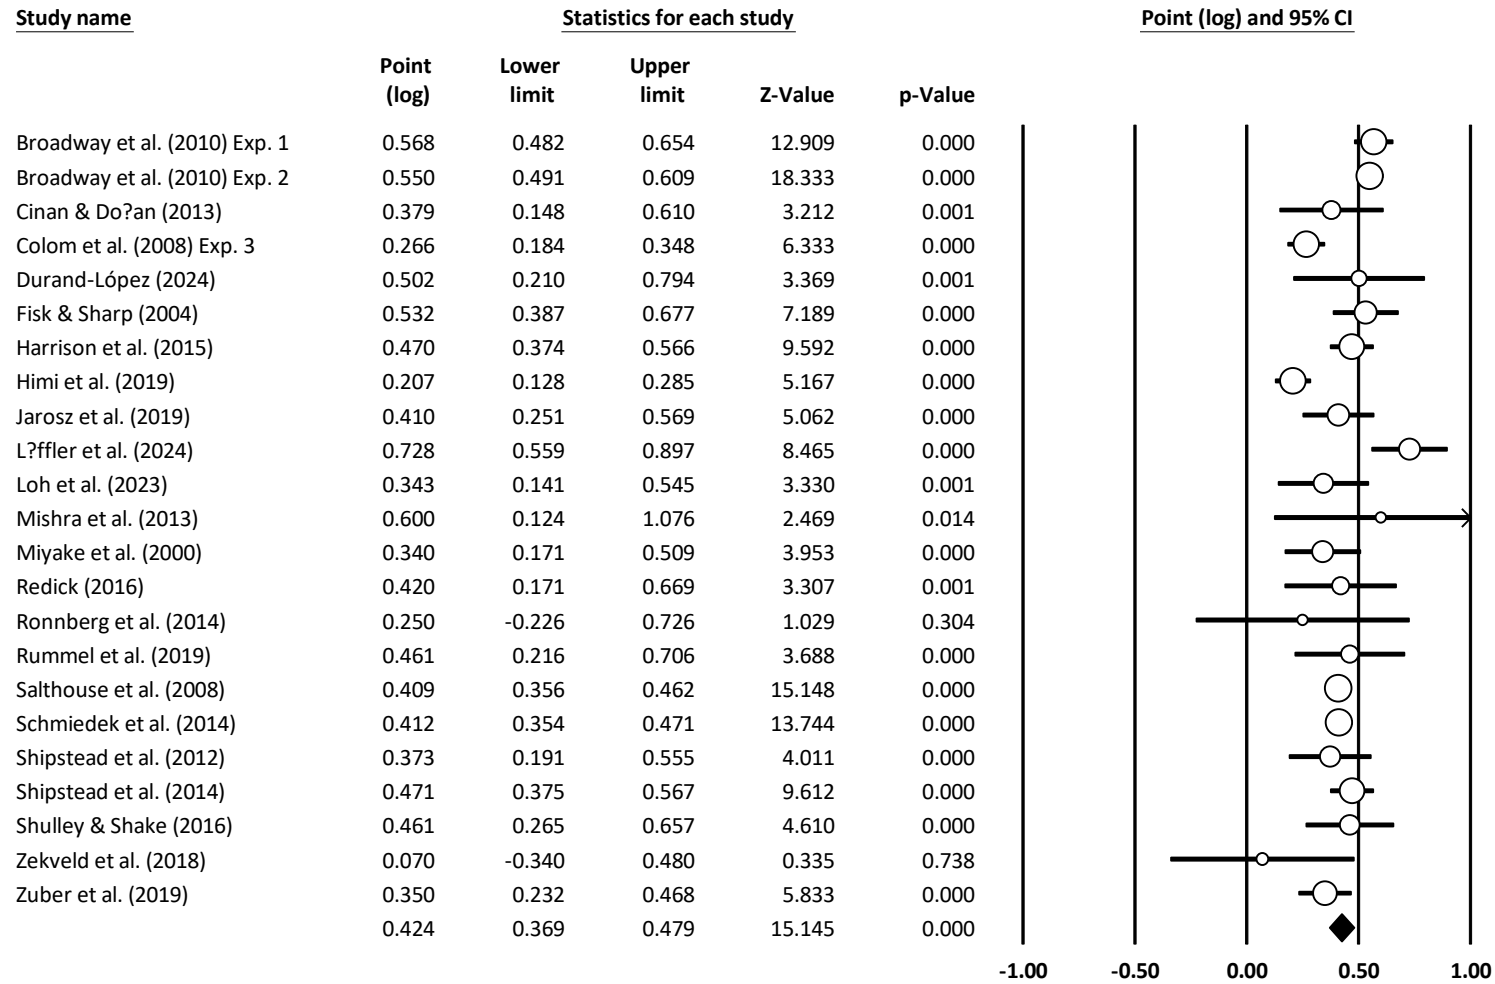 Study name Statistics for each study Point (log) and 95% CI
Point Lower Upper
(log) limit limit Z-Value p-Value
Broadway et al. (2010) Exp. 1 0.568 0.482 0.654 12.909 0.000
Broadway et al. (2010) Exp. 2 0.550 0.491 0.609 18.333 0.000
Cinan & Do?an (2013) 0.379 0.148 0.610 3.212 0.001
Colom et al. (2008) Exp. 3 0.266 0.184 0.348 6.333 0.000
Durand-López (2024) 0.502 0.210 0.794 3.369 0.001
Fisk & Sharp (2004) 0.532 0.387 0.677 7.189 0.000
Harrison et al. (2015) 0.470 0.374 0.566 9.592 0.000
Himi et al. (2019) 0.207 0.128 0.285 5.167 0.000
Jarosz et al. (2019) 0.410 0.251 0.569 5.062 0.000
L?ffler et al. (2024) 0.728 0.559 0.897 8.465 0.000
Loh et al. (2023) 0.343 0.141 0.545 3.330 0.001
Mishra et al. (2013) 0.600 0.124 1.076 2.469 0.014
Miyake et al. (2000) 0.340 0.171 0.509 3.953 0.000
Redick (2016) 0.420 0.171 0.669 3.307 0.001
Ronnberg et al. (2014) 0.250 -0.226 0.726 1.029 0.304
Rummel et al. (2019) 0.461 0.216 0.706 3.688 0.000
Salthouse et al. (2008) 0.409 0.356 0.462 15.148 0.000
Schmiedek et al. (2014) 0.412 0.354 0.471 13.744 0.000
Shipstead et al. (2012) 0.373 0.191 0.555 4.011 0.000
Shipstead et al. (2014) 0.471 0.375 0.567 9.612 0.000
Shulley & Shake (2016) 0.461 0.265 0.657 4.610 0.000
Zekveld et al. (2018) 0.070 -0.340 0.480 0.335 0.738
Zuber et al. (2019) 0.350 0.232 0.468 5.833 0.000
0.424 0.369 0.479 15.145 0.000
-1.00 -0.50 0.00 0.50 1.00